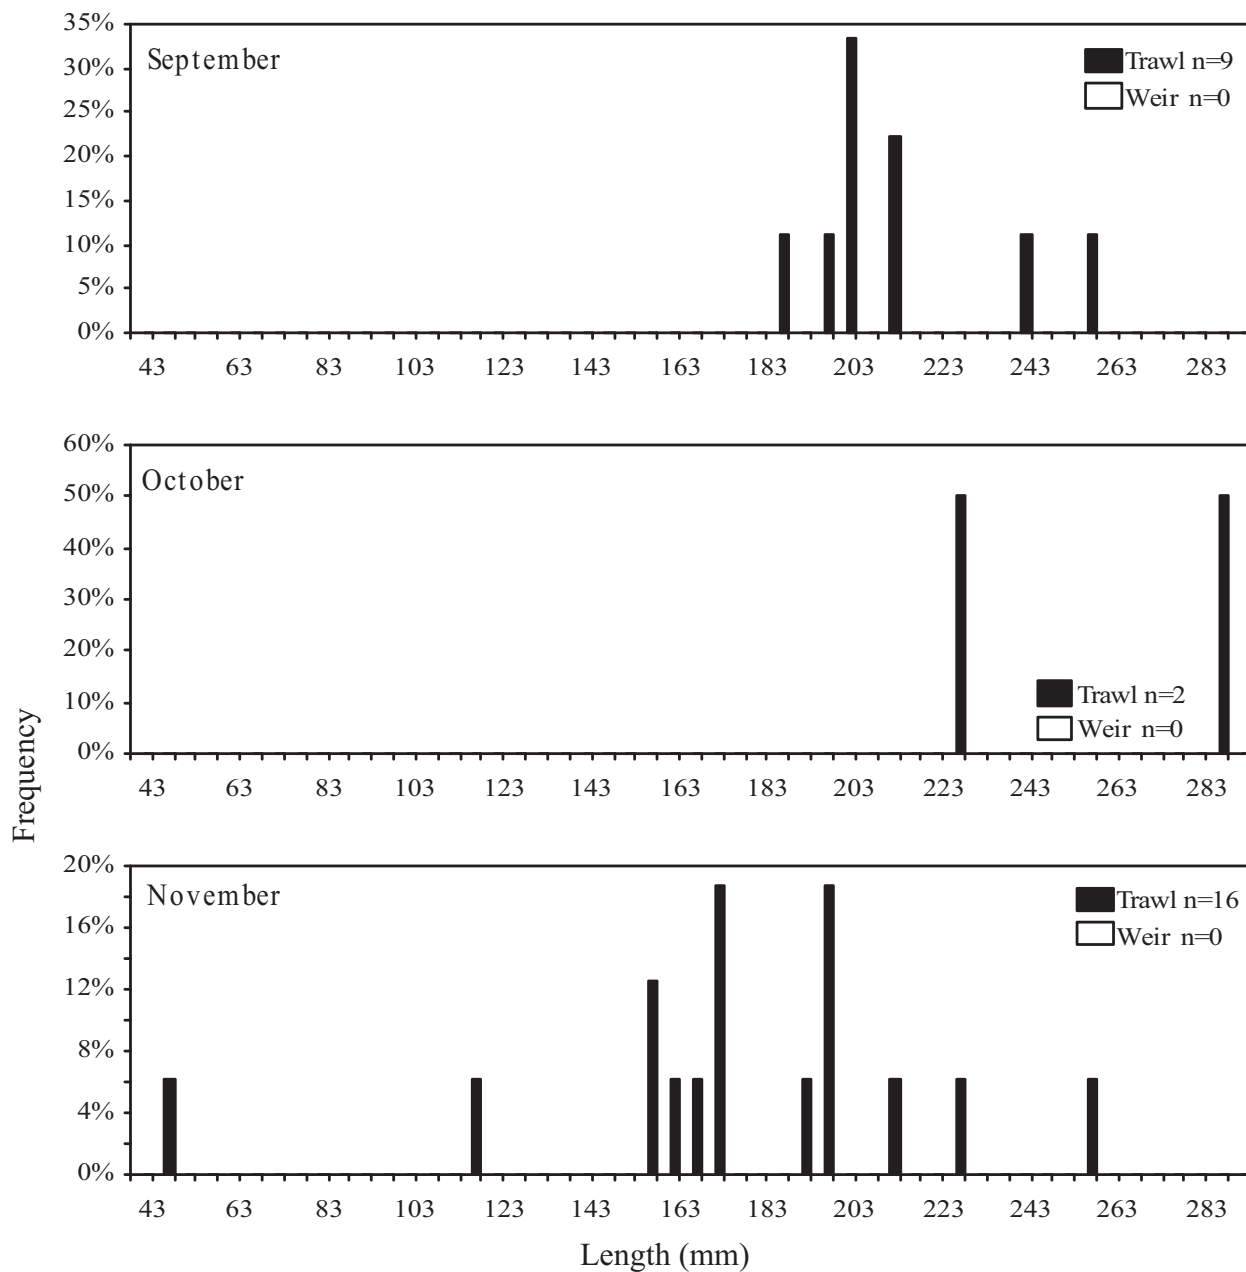 35%
September
Trawl n=9
30%
Weir n=0
25%
20%
15%
10%
5%
0%
43 63 83 103 123 143 163 183 203 223 243 263 283
60%
October
50%
40%
30%
20%
Trawl n=2
10%
Weir n=0
0%
43 63 83 103 123 143 163 183 203 223 243 263 283
Frequency
20%
November
Trawl n=16
16%
Weir n=0
12%
8%
4%
0%
43 63 83 103 123 143 163 183 203 223 243 263 283
Length (mm)